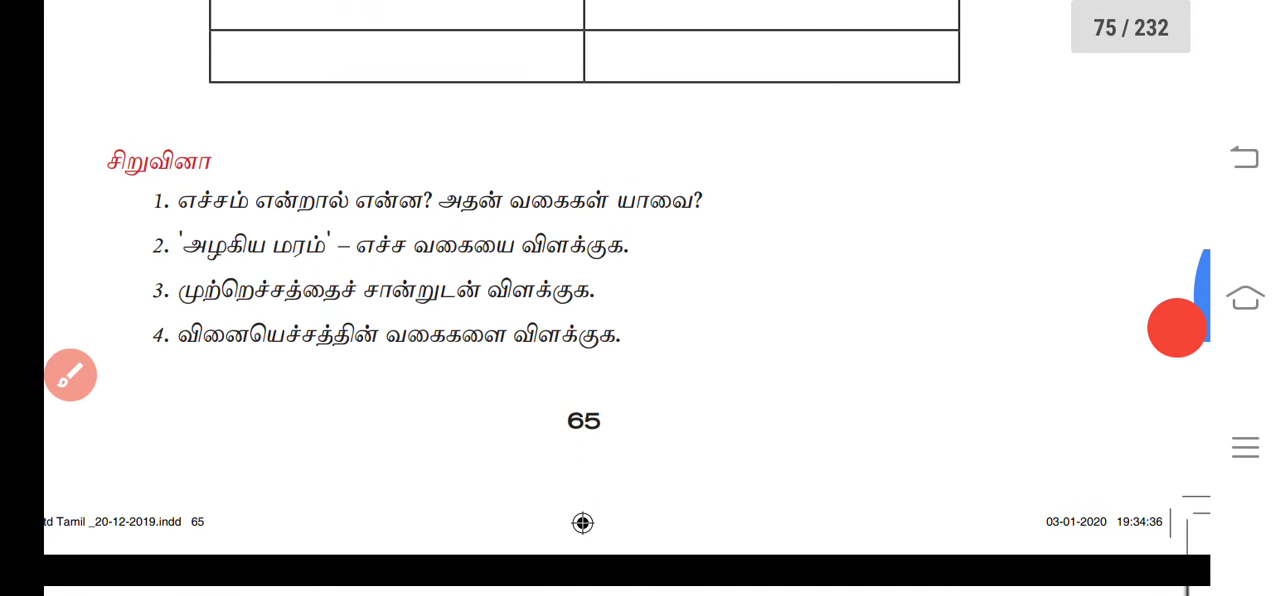 75 / 232
சிறுவினா
1. எச்சம் என்றால் என்ன? அதன் வகைகள் யாவை?
2. 'அழகிய மரம்' – எச்ச வகையை விளக்குக.
3. முற்றெச்சத்தைச் சான்றுடன் விளக்குக.
4. வினையெச்சத்தின் வகைகளை விளக்குக.
65
td Tamil _20-12-2019.indd 65
03-01-2020 19:34:36